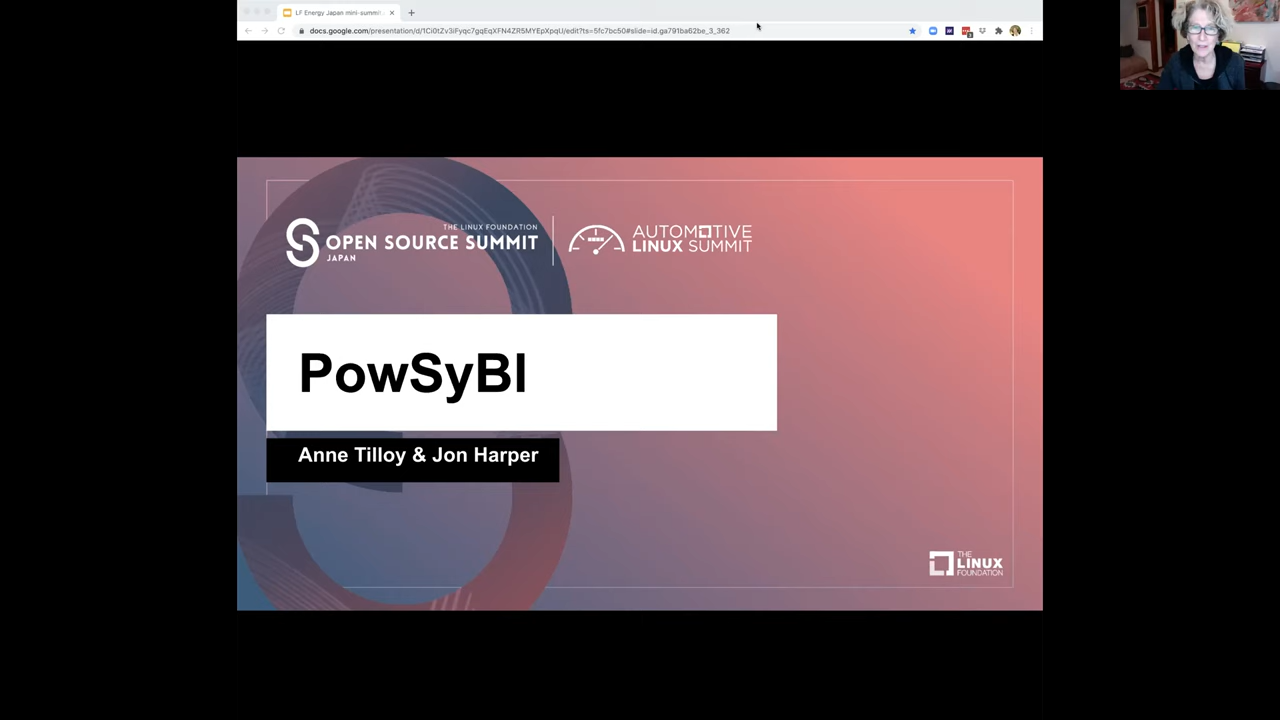 LF Energy Japan mini-summit
docs.google.com/presentation/d/1Ci0tZv3iFyqc7gqEqXFN4ZR5MYEpXpqU/edit?ts=5fc7bc50#slide=id.ga791ba62be_3_362
THE LINUX FOUNDATION
OPEN SOURCE SUMMIT
JAPAN
AUTOMOTIVE
LINUX SUMMIT
PowSyBl
Anne Tilloy & Jon Harper
THE
LINUX
FOUNDATION